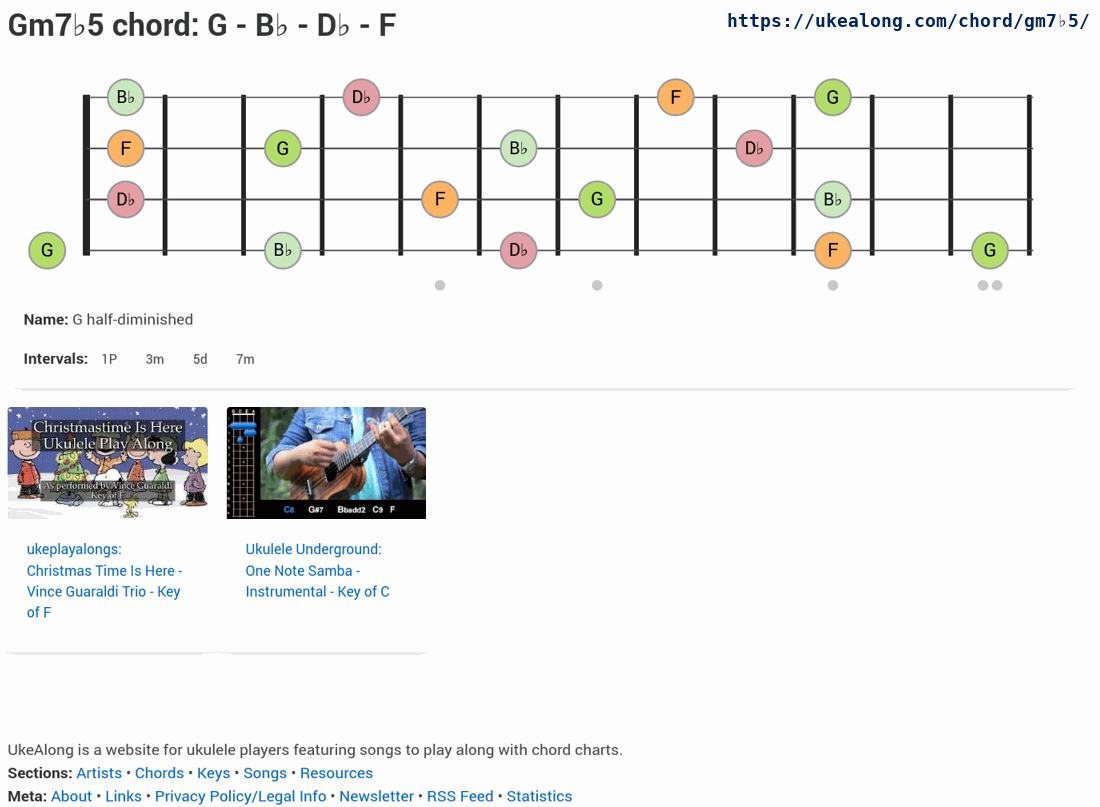 Gm7♭5 chord: G - B♭ - D♭ - F
https://ukealong.com/chord/gm7♭5/
B♭ D♭ F G
F G B♭ D♭
D♭ F G B♭
G B♭ D♭ F G
Name: G half-diminished
Intervals: 1P 3m 5d 7m
Christmastime Is Here
Ukulele Play Along
As performed by Vince Guaraldi
Key of F
G C E A
C6 G#7 Bbadd2 C9 F
ukeplayalongs:
Christmas Time Is Here -
Vince Guaraldi Trio - Key
of F
Ukulele Underground:
One Note Samba -
Instrumental - Key of C
UkeAlong is a website for ukulele players featuring songs to play along with chord charts.
Sections: Artists • Chords • Keys • Songs • Resources
Meta: About • Links • Privacy Policy/Legal Info • Newsletter • RSS Feed • Statistics